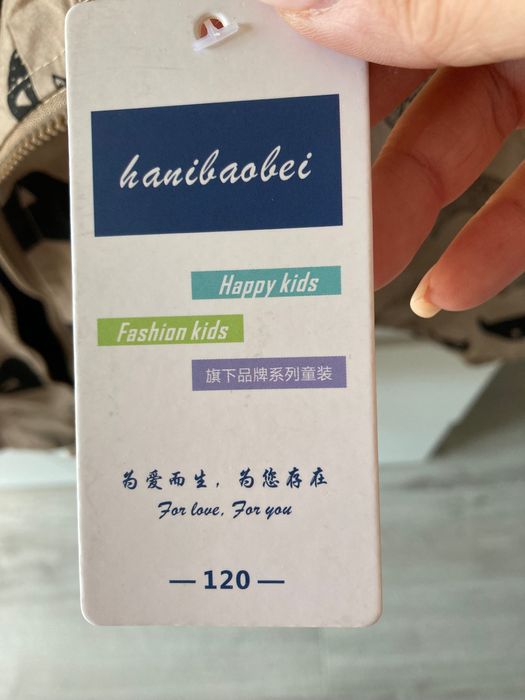 hanibaobei
Happy kids
Fashion kids
旗下品牌系列童装
为爱而生，为您存在
For love, For you
— 120 —